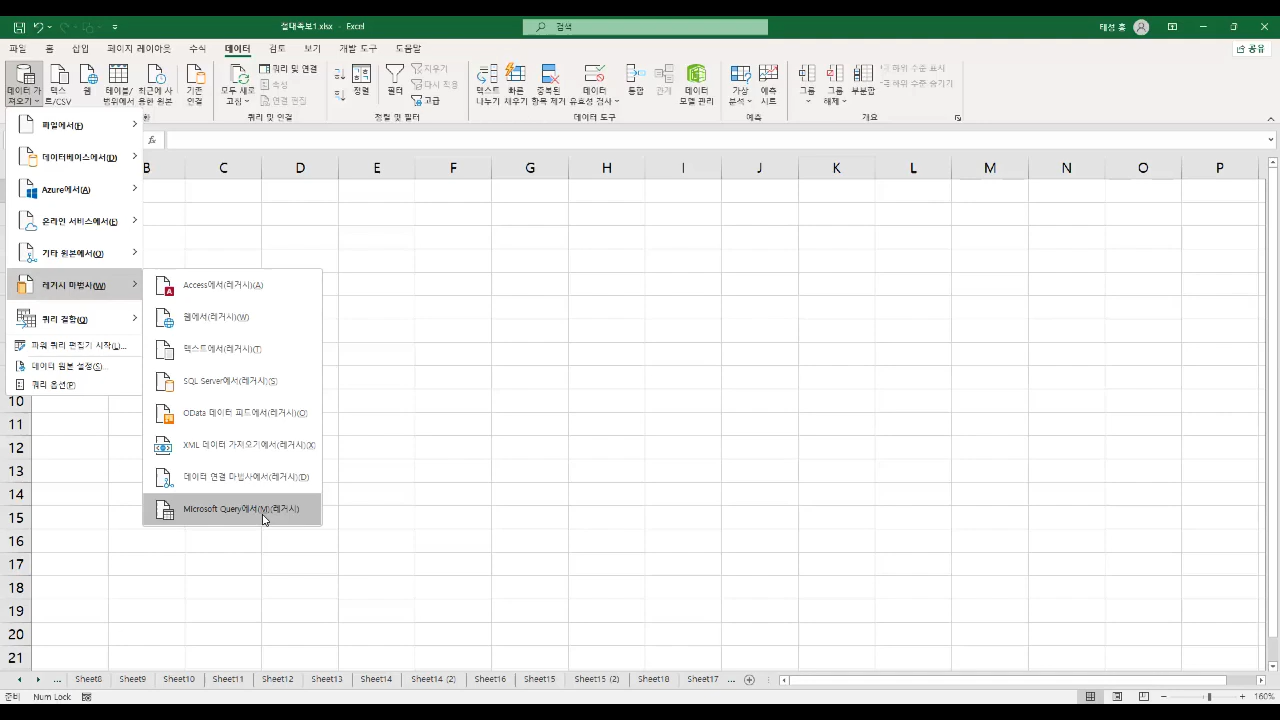 절대속보1.xlsx - Excel
검색
태성 홍
파일 홈 삽입 페이지 레이아웃 수식 데이터 검토 보기 개발 도구 도움말
공유
데이터 가져오기 텍스트/CSV 웹 테이블/범위에서 최근에 사용한 원본 기존 연결
모두 새로 고침 쿼리 및 연결 속성 연결 편집
정렬 필터 지우기 다시 적용 고급
텍스트 나누기 빠른 채우기 중복된 항목 제거 데이터 유효성 검사 통합 관계 데이터 모델 관리
가상 분석 예측 시트
그룹 그룹 해제 부분합 하위 수준 표시 하위 수준 숨기기
쿼리 및 연결 정렬 및 필터 데이터 도구 예측 개요
fx
B C D E F G H I J K L M N O P
파일에서(F)
데이터베이스에서(D)
Azure에서(A)
온라인 서비스에서(E)
기타 원본에서(O)
레거시 마법사(W)
쿼리 결합(Q)
파워 쿼리 편집기 시작(L)...
데이터 원본 설정(S)...
쿼리 옵션(P)
Access에서(레거시)(A)
웹에서(레거시)(W)
텍스트에서(레거시)(T)
SQL Server에서(레거시)(S)
OData 데이터 피드에서(레거시)(O)
XML 데이터 가져오기에서(레거시)(X)
데이터 연결 마법사에서(레거시)(D)
Microsoft Query에서(M)(레거시)
10
11
12
13
14
15
16
17
18
19
20
21
... Sheet8 Sheet9 Sheet10 Sheet11 Sheet12 Sheet13 Sheet14 Sheet14 (2) Sheet16 Sheet15 Sheet15 (2) Sheet18 Sheet17 ...
준비 Num Lock
160%